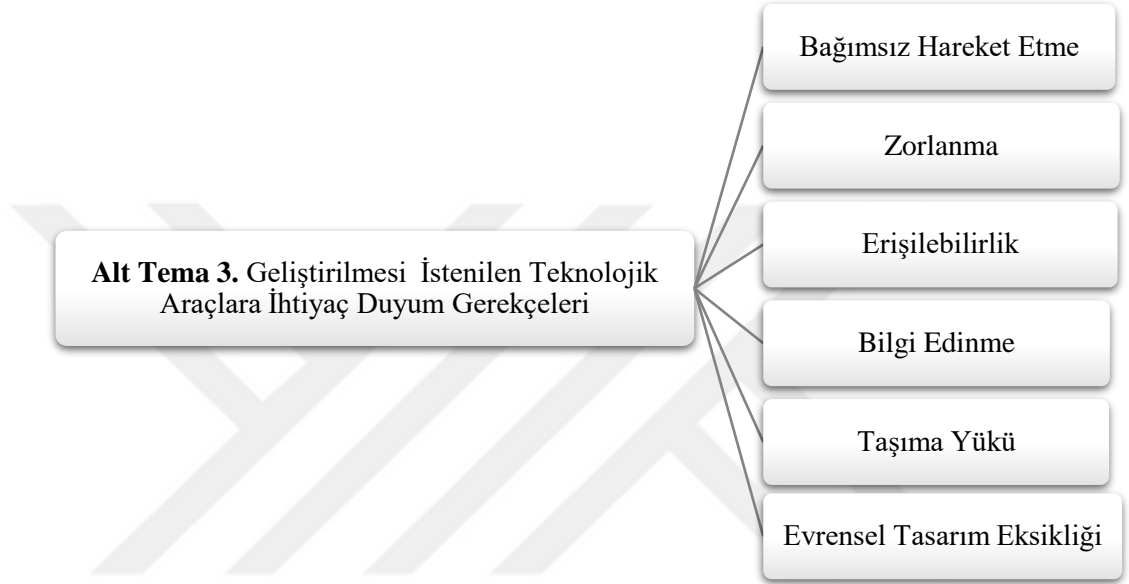 Alt Tema 3. Geliştirilmesi İstenilen Teknolojik
Araçlara İhtiyaç Duyum Gerekçeleri
Bağımsız Hareket Etme
Zorlanma
Erişilebilirlik
Bilgi Edinme
Taşıma Yükü
Evrensel Tasarım Eksikliği